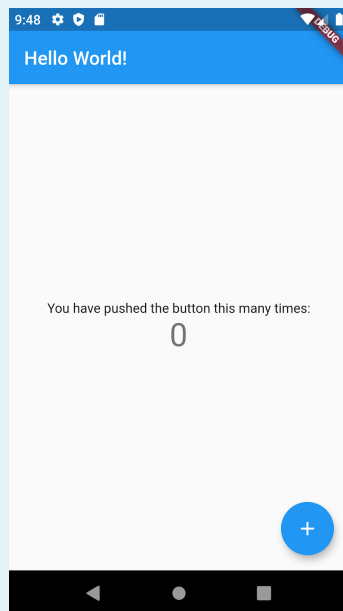 9:48
DEBUG
Hello World!
You have pushed the button this many times:
0
+